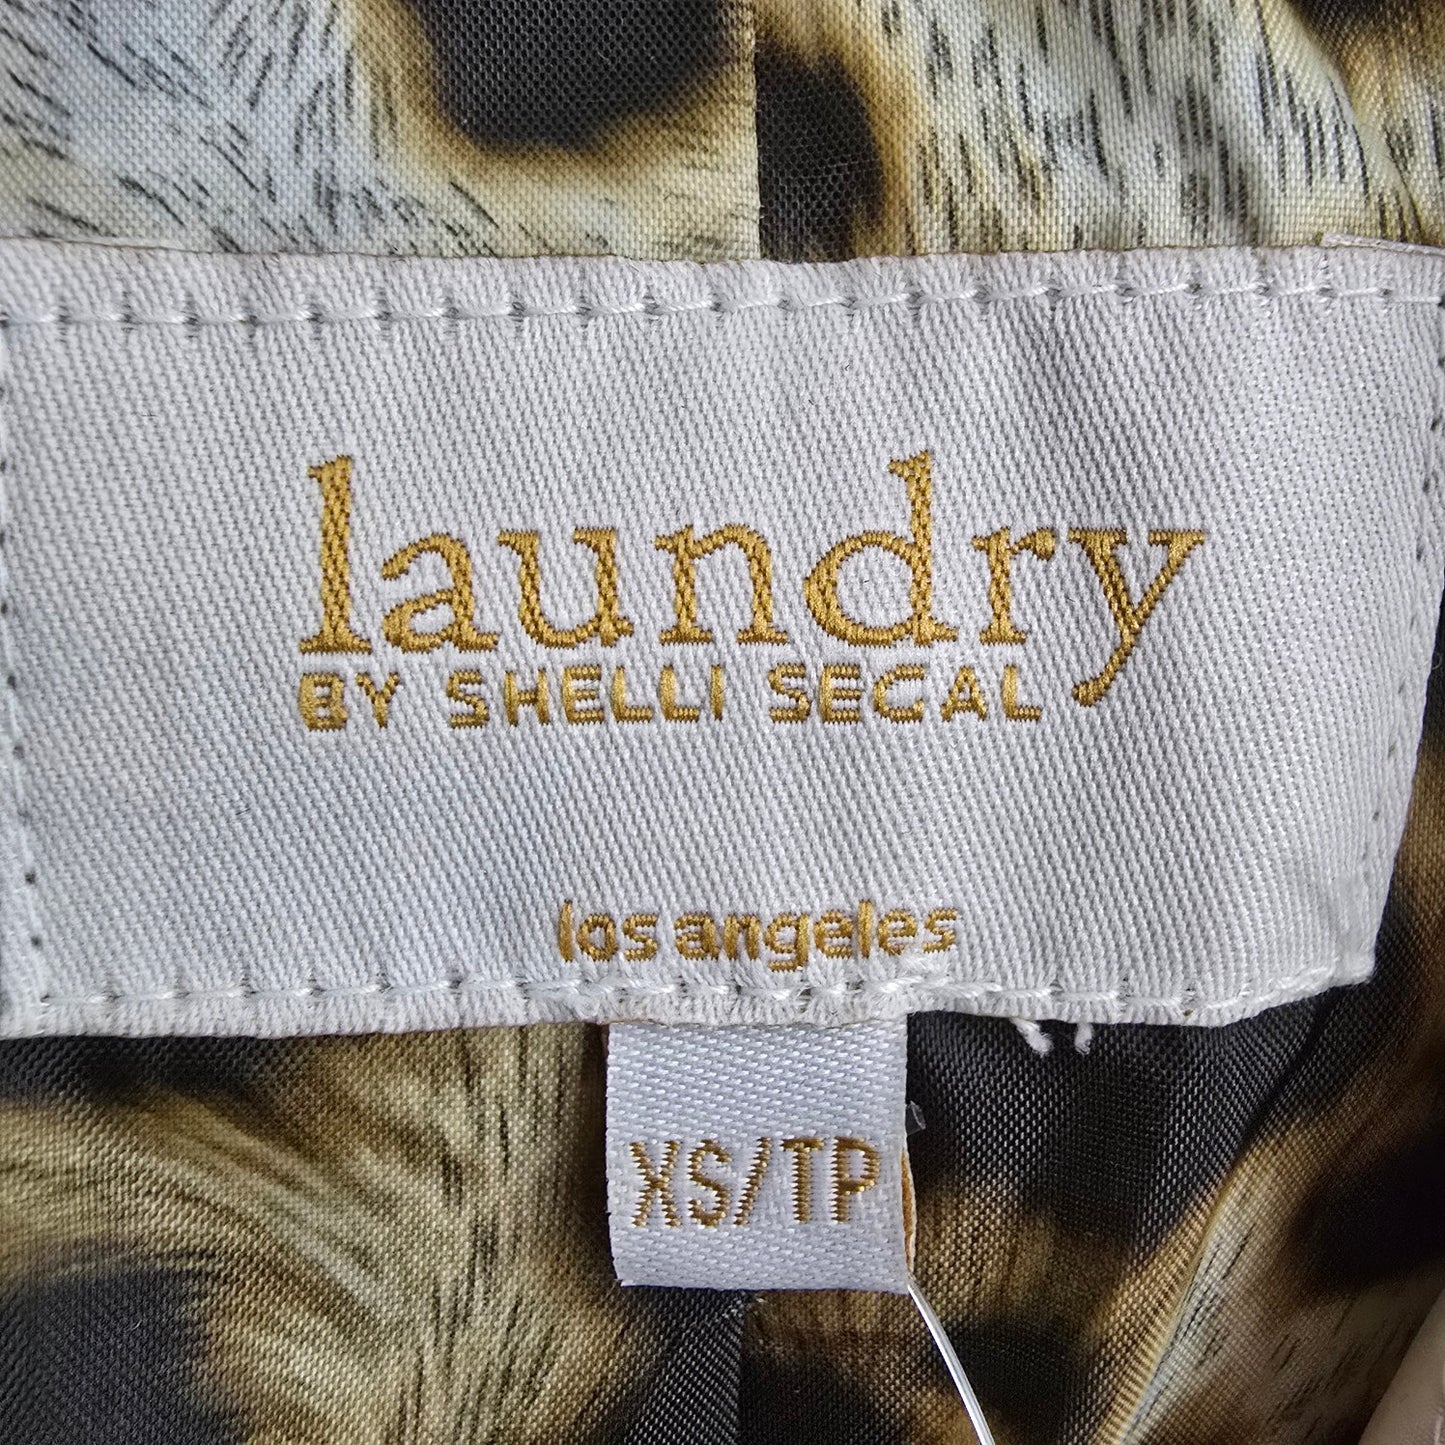 laundry
BY SHELLI SEGAL
los angeles
XS/TP